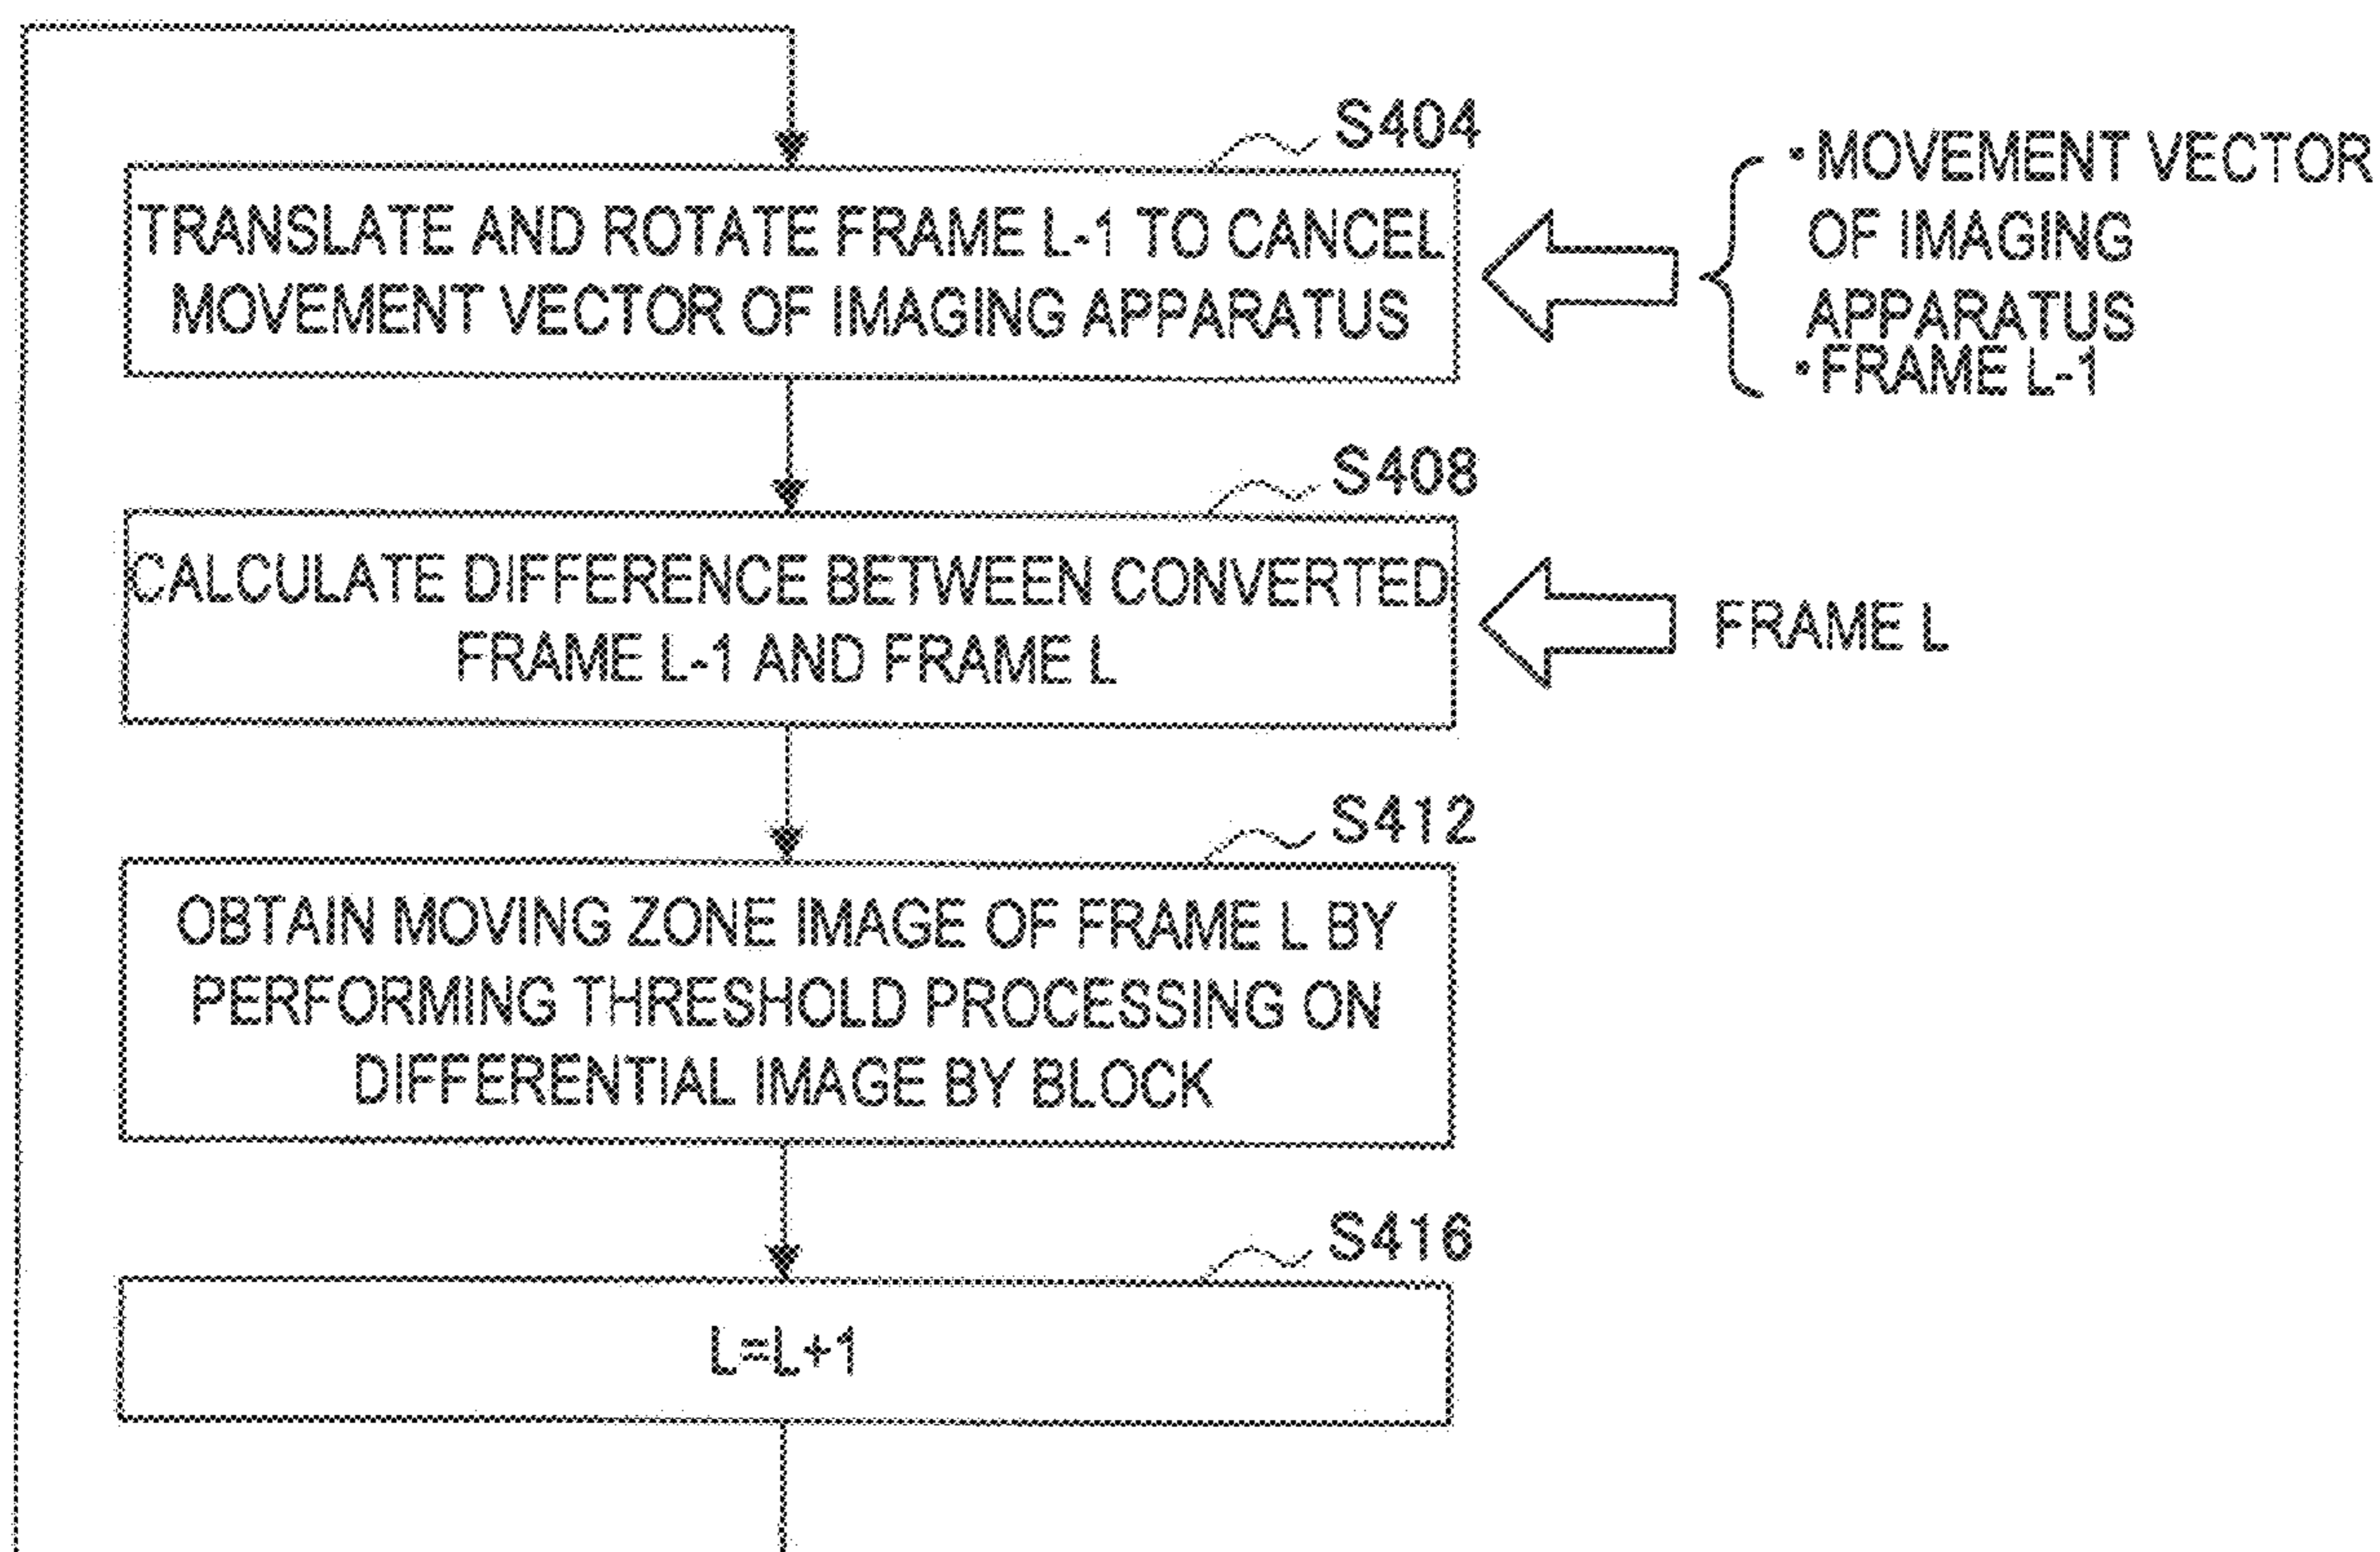 S404
TRANSLATE AND ROTATE FRAME L-1 TO CANCEL
MOVEMENT VECTOR OF IMAGING APPARATUS
・MOVEMENT VECTOR
OF IMAGING
APPARATUS
・FRAME L-1
S408
CALCULATE DIFFERENCE BETWEEN CONVERTED
FRAME L-1 AND FRAME L
FRAME L
S412
OBTAIN MOVING ZONE IMAGE OF FRAME L BY
PERFORMING THRESHOLD PROCESSING ON
DIFFERENTIAL IMAGE BY BLOCK
S416
L=L+1